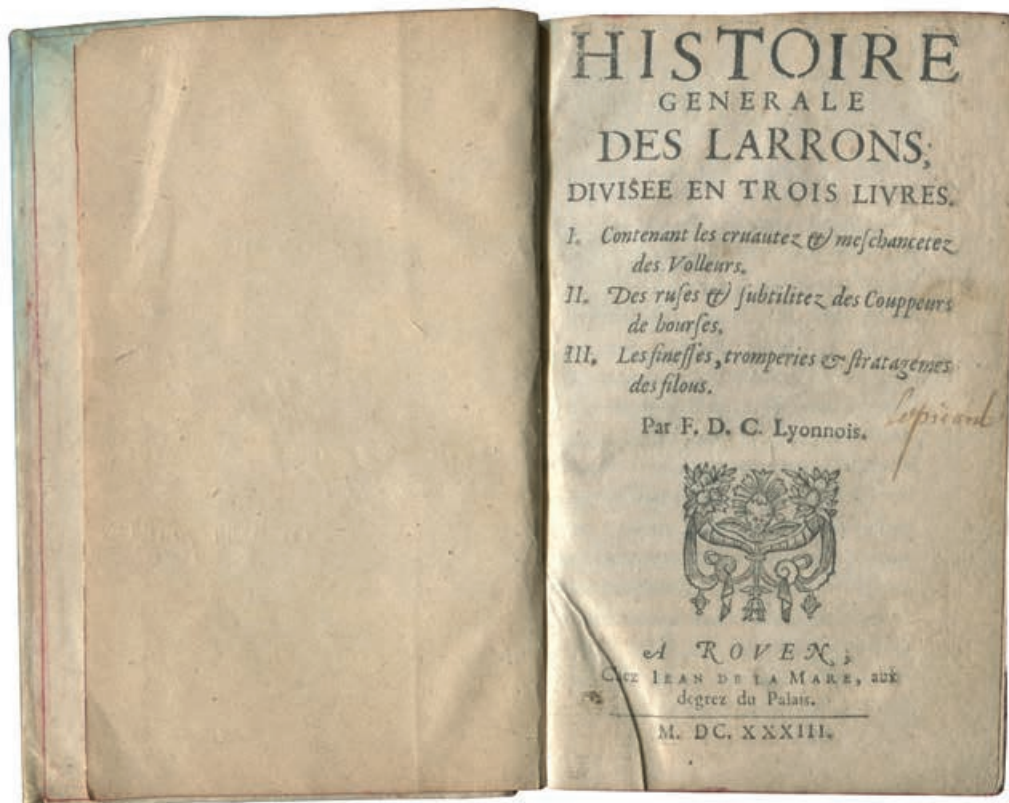 HISTOIRE
GENERALE
DES LARRONS,
DIVISEE EN TROIS LIVRES.
I. Contenant les cruautez & meſchancetez
des Volleurs.
II. Des ruſes & ſubtilitez des Couppeurs
de bourſes.
III. Les fineſſes, tromperies & ſtratagemes
des filous.
Lepicard
Par F. D. C. Lyonnois.
A ROVEN,
Chez IEAN DE LA MARE, aux
degrez du Palais.
M. DC. XXXIII.